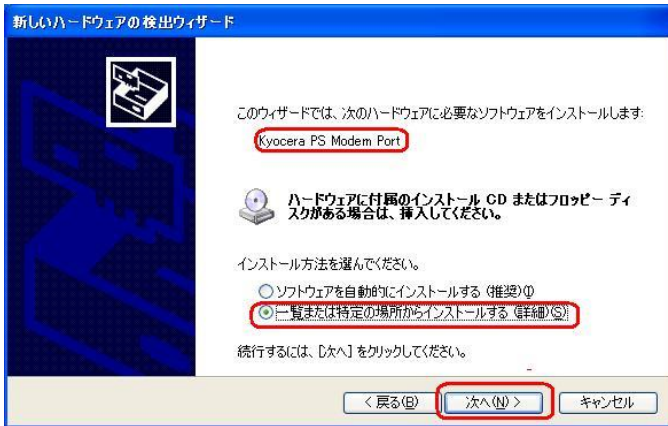 新しいハードウェアの検出ウィザード
このウィザードでは、次のハードウェアに必要なソフトウェアをインストールします:
Kyocera PS Modem Port
ハードウェアに付属のインストール CD またはフロッピー ディ
スクがある場合は、挿入してください。
インストール方法を選んでください。
ソフトウェアを自動的にインストールする (推奨)(I)
一覧または特定の場所からインストールする (詳細)(S)
続行するには、[次へ] をクリックしてください。
< 戻る(B) 次へ(N) > キャンセル